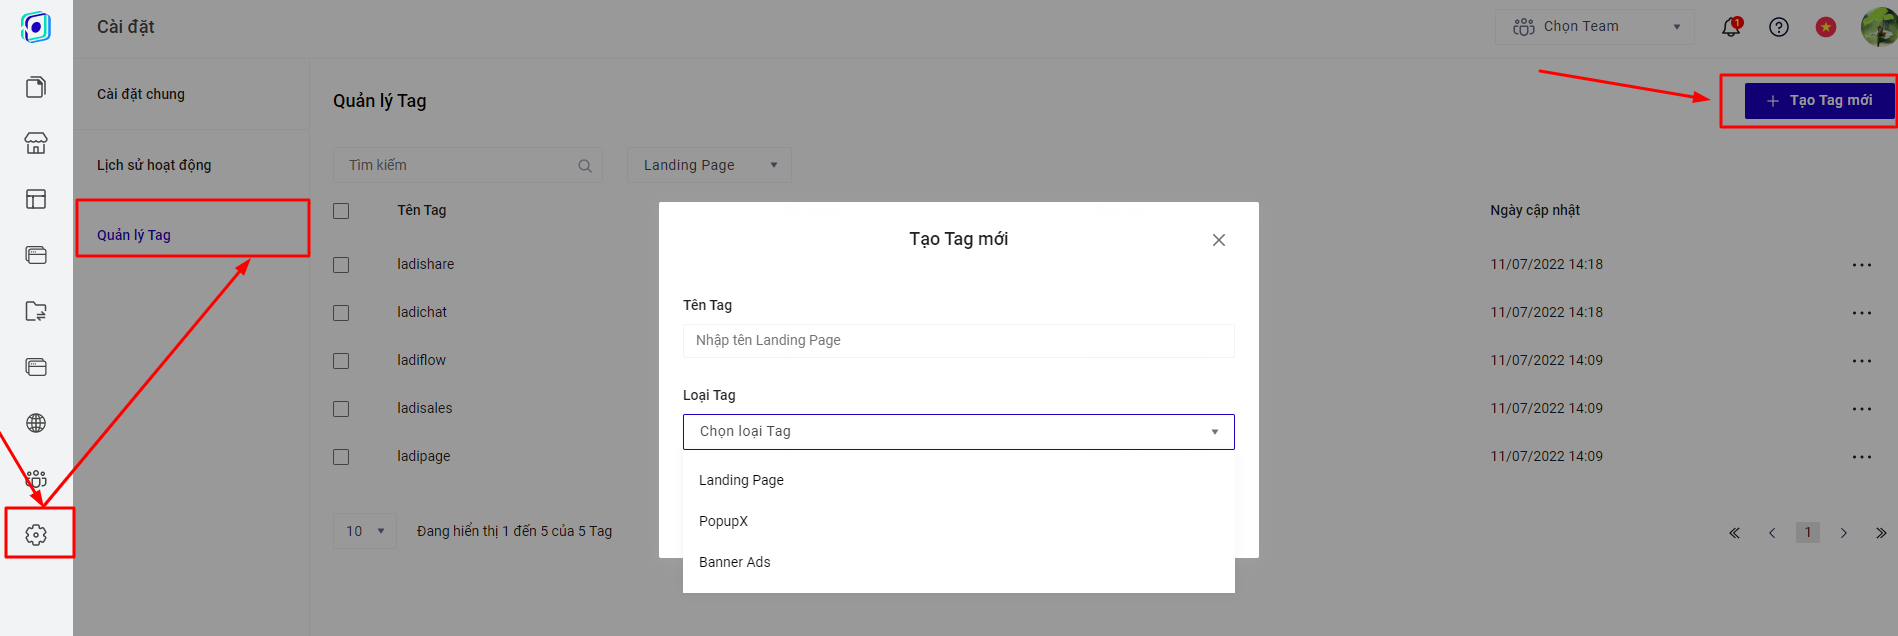 Cài đặt
Chọn Team
1
Cài đặt chung
Lịch sử hoạt động
Quản lý Tag
Quản lý Tag
+ Tạo Tag mới
Tìm kiếm
Landing Page
Tên Tag
Ngày cập nhật
ladishare
11/07/2022 14:18
ladichat
11/07/2022 14:18
ladiflow
11/07/2022 14:09
ladisales
11/07/2022 14:09
ladipage
11/07/2022 14:09
10
Đang hiển thị 1 đến 5 của 5 Tag
1
Tạo Tag mới
Tên Tag
Nhập tên Landing Page
Loại Tag
Chọn loại Tag
Landing Page
PopupX
Banner Ads